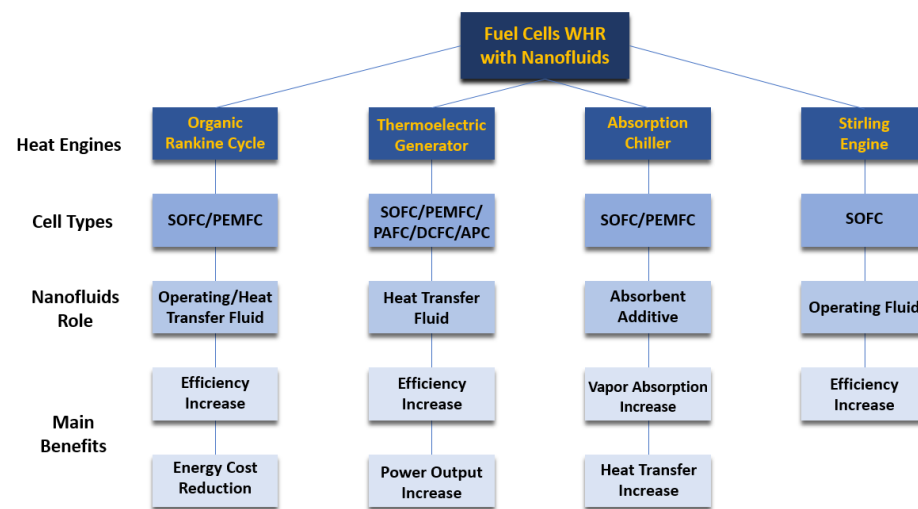 Fuel Cells WHR
with Nanofluids
Heat Engines
Organic
Rankine Cycle
Thermoelectric
Generator
Absorption
Chiller
Stirling
Engine
Cell Types
SOFC/PEMFC
SOFC/PEMFC/
PAFC/DCFC/APC
SOFC/PEMFC
SOFC
Nanofluids
Role
Operating/Heat
Transfer Fluid
Heat Transfer
Fluid
Absorbent
Additive
Operating Fluid
Main
Benefits
Efficiency
Increase
Efficiency
Increase
Vapor Absorption
Increase
Efficiency
Increase
Energy Cost
Reduction
Power Output
Increase
Heat Transfer
Increase